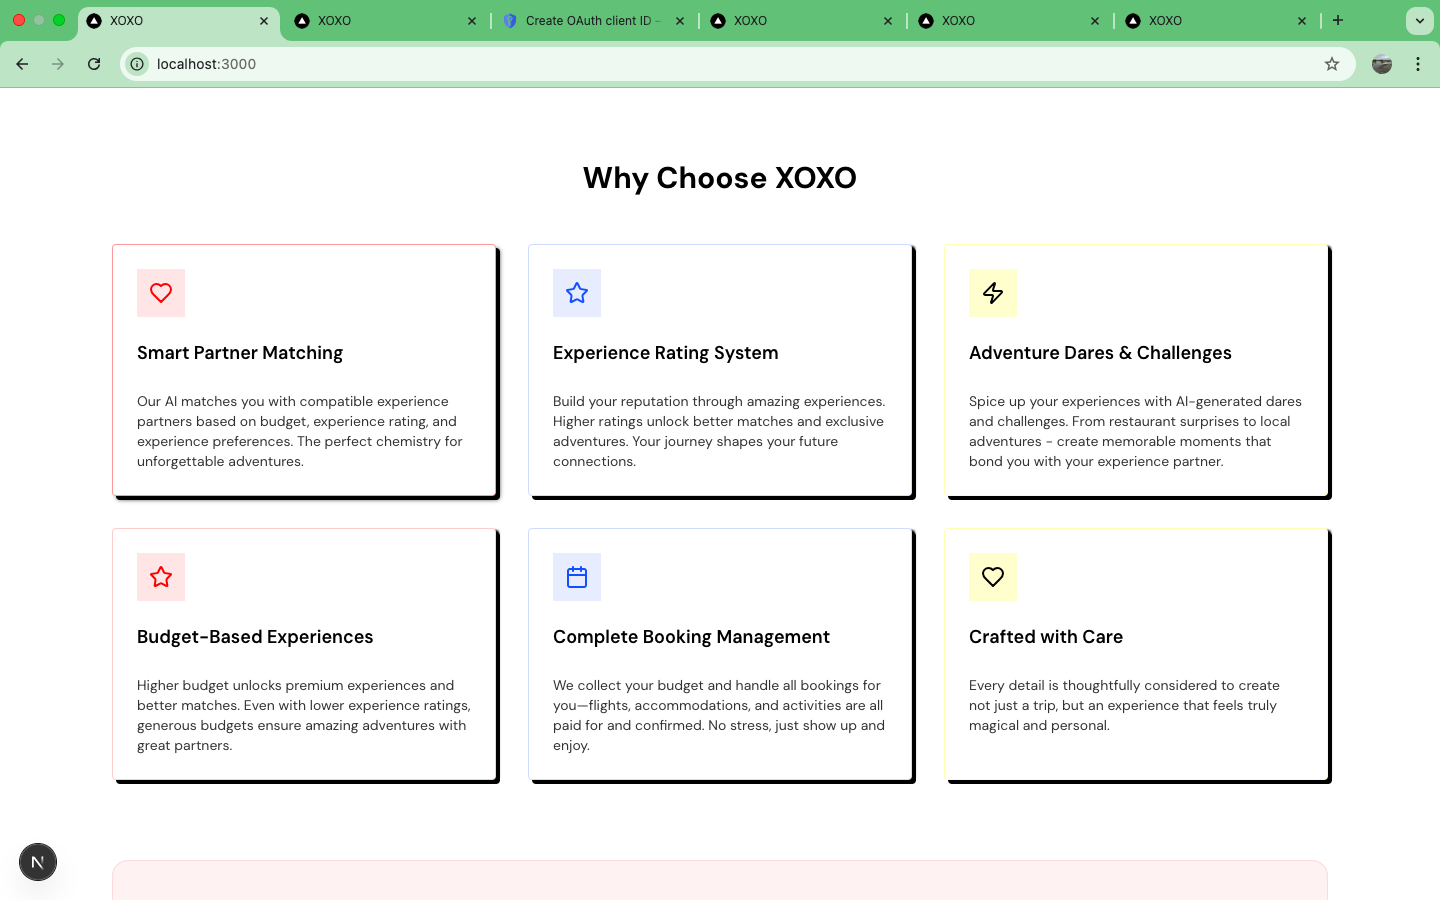 XOXO
XOXO
Create OAuth client ID –
XOXO
XOXO
XOXO
localhost:3000
Why Choose XOXO
Smart Partner Matching
Our AI matches you with compatible experience
partners based on budget, experience rating, and
experience preferences. The perfect chemistry for
unforgettable adventures.
Experience Rating System
Build your reputation through amazing experiences.
Higher ratings unlock better matches and exclusive
adventures. Your journey shapes your future
connections.
Adventure Dares & Challenges
Spice up your experiences with AI-generated dares
and challenges. From restaurant surprises to local
adventures - create memorable moments that
bond you with your experience partner.
Budget-Based Experiences
Higher budget unlocks premium experiences and
better matches. Even with lower experience ratings,
generous budgets ensure amazing adventures with
great partners.
Complete Booking Management
We collect your budget and handle all bookings for
you—flights, accommodations, and activities are all
paid for and confirmed. No stress, just show up and
enjoy.
Crafted with Care
Every detail is thoughtfully considered to create
not just a trip, but an experience that feels truly
magical and personal.
N